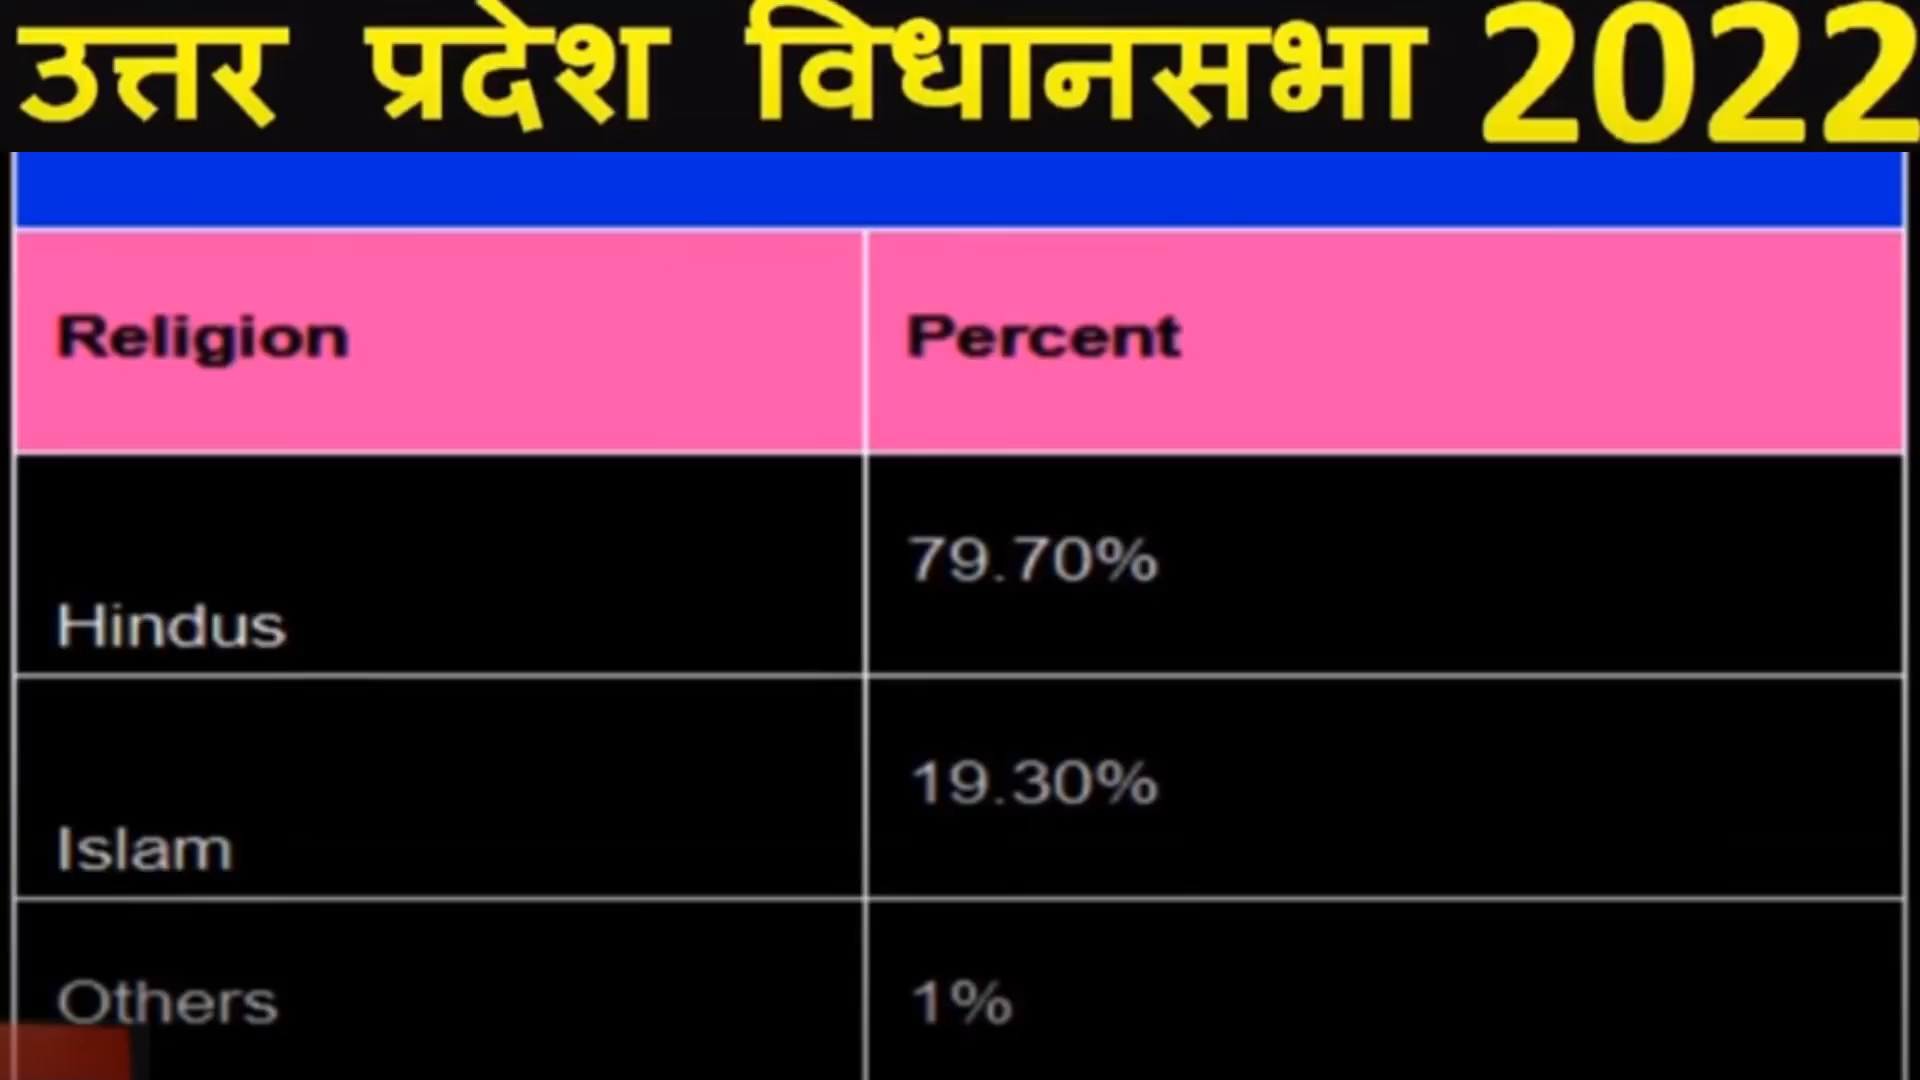 उत्तर प्रदेश विधानसभा 2022
Religion Percent
Hindus 79.70%
Islam 19.30%
Others 1%